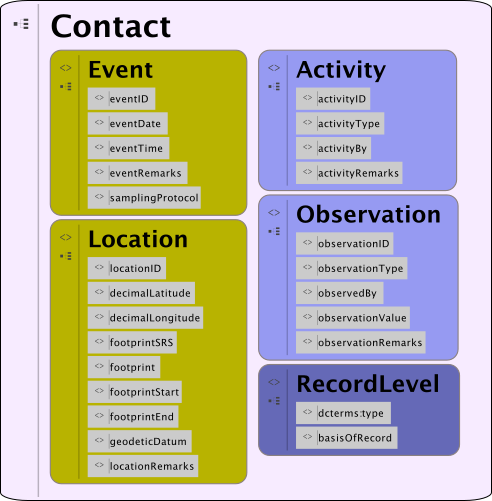 Contact
Event
eventID
eventDate
eventTime
eventRemarks
samplingProtocol
Location
locationID
decimalLatitude
decimalLongitude
footprintSRS
footprint
footprintStart
footprintEnd
geodeticDatum
locationRemarks
Activity
activityID
activityType
activityBy
activityRemarks
Observation
observationID
observationType
observedBy
observationValue
observationRemarks
RecordLevel
dcterms:type
basisOfRecord